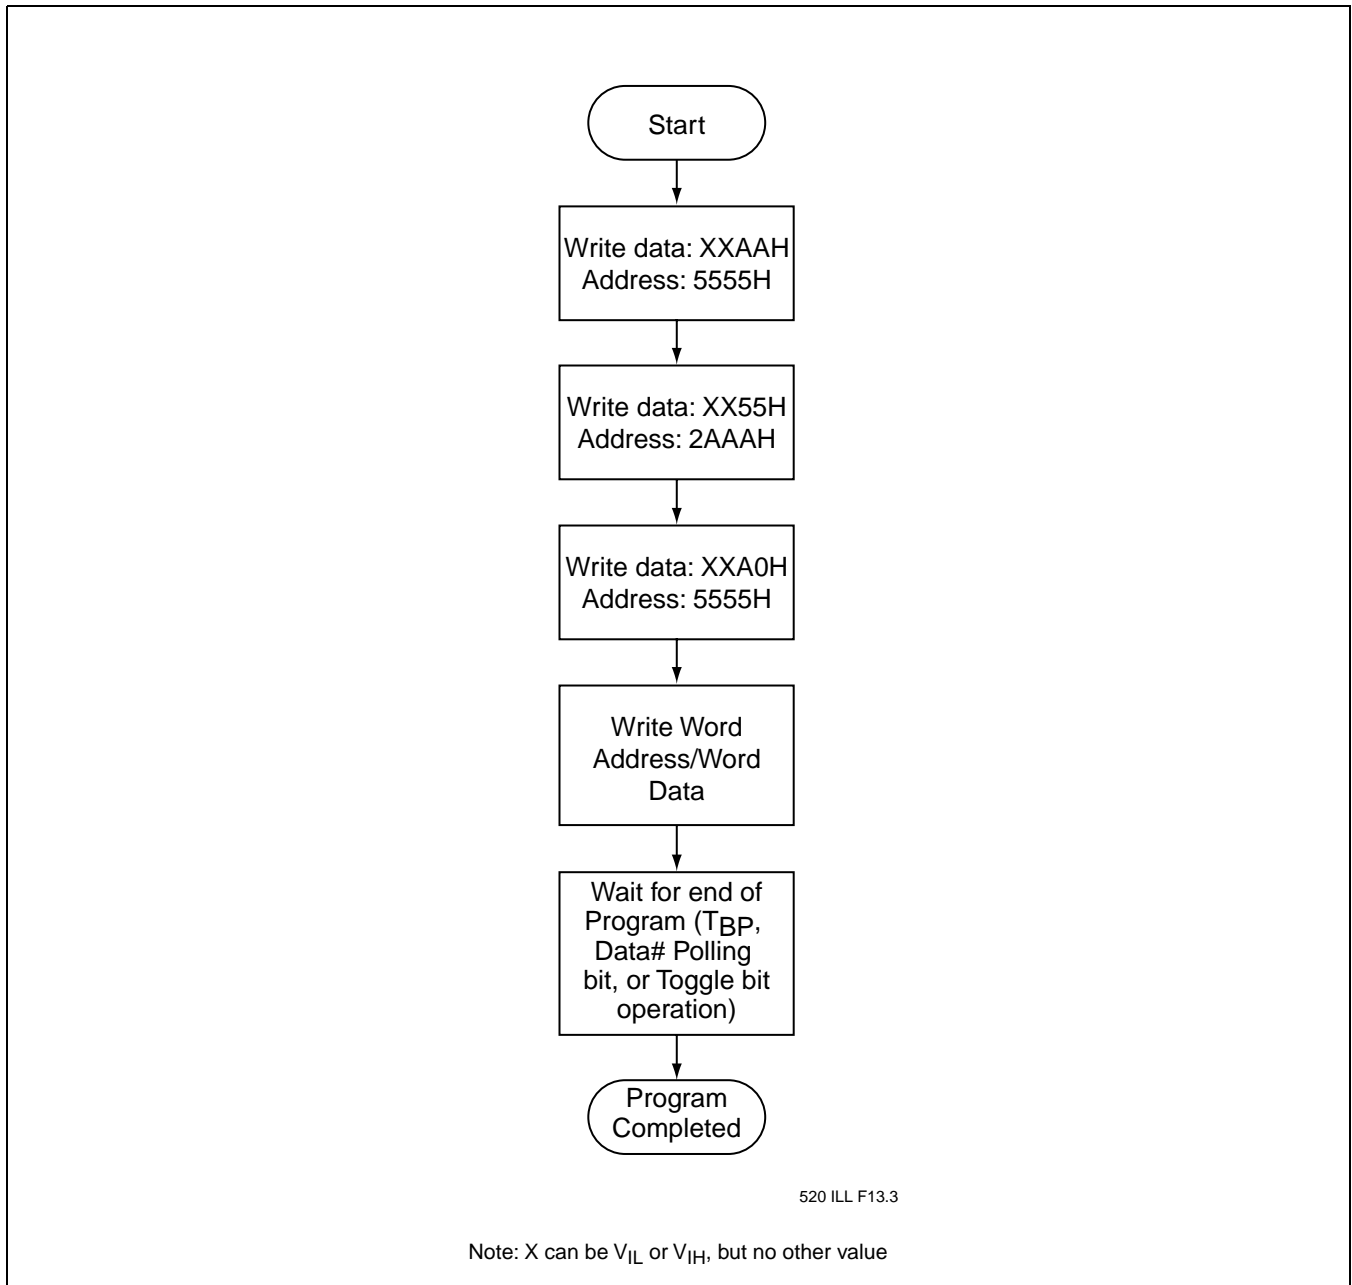 Start
Write data: XXAAH
Address: 5555H
Write data: XX55H
Address: 2AAAH
Write data: XXA0H
Address: 5555H
Write Word
Address/Word
Data
Wait for end of
Program (TBP,
Data# Polling
bit, or Toggle bit
operation)
Program
Completed
520 ILL F13.3
Note: X can be VIL or VIH, but no other value